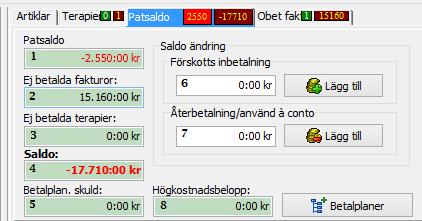 Artiklar Terapier 0 1 Patsaldo 2550 -17710 Obet fak 1 15160
Patsaldo
1 -2.550:00 kr
Ej betalda fakturor:
2 15.160:00 kr
Ej betalda terapier:
3 0:00 kr
Saldo:
4 -17.710:00 kr
Betalplan. skuld:
5 0:00 kr
Saldo ändring
Förskotts inbetalning
6 0:00 kr Lägg till
Återbetalning/använd à conto
7 0:00 kr Lägg till
Högkostnadsbelopp:
8 0:00 kr
Betalplaner